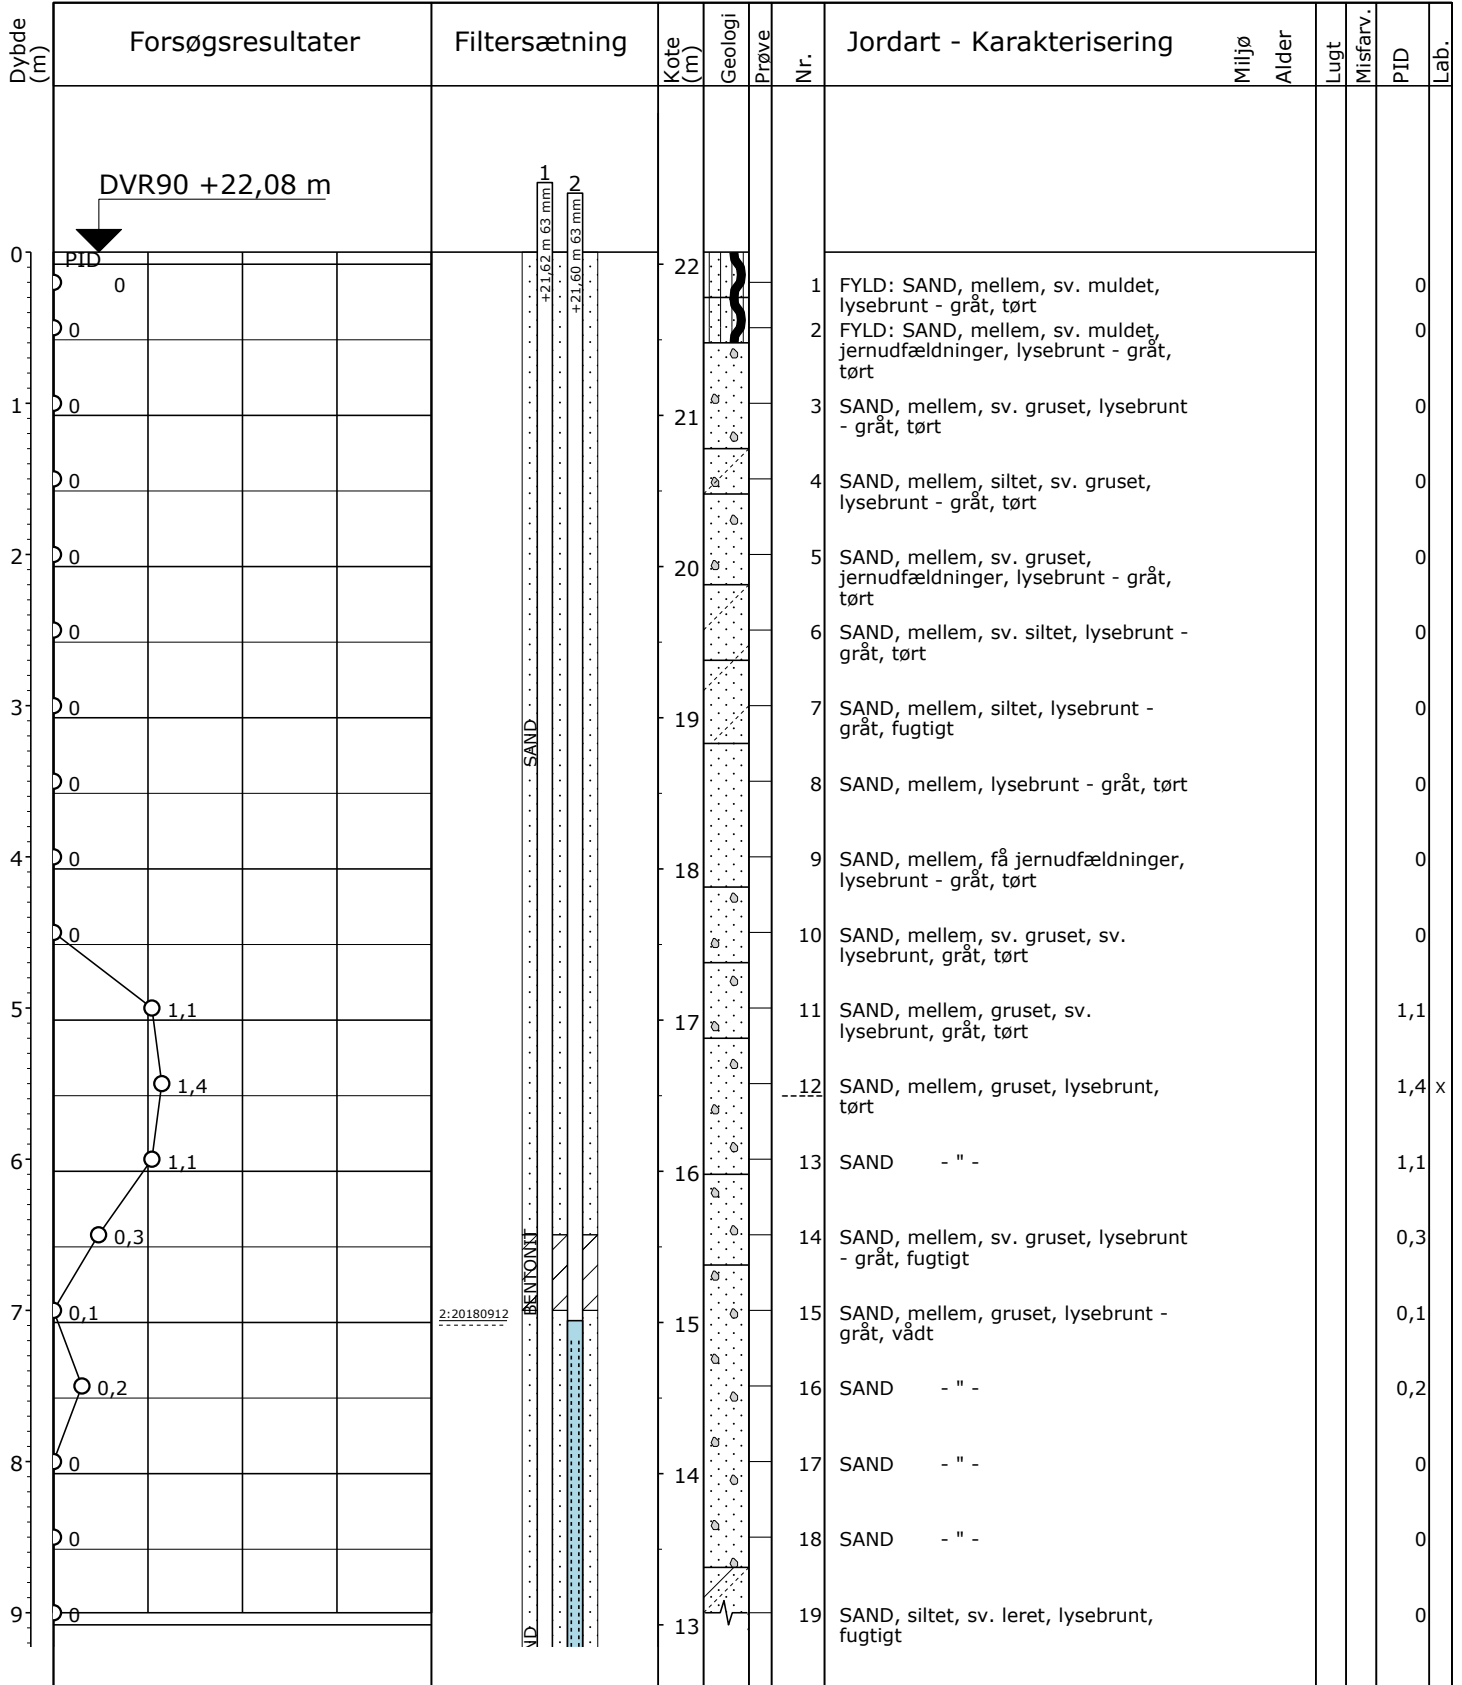 Dybde
(m)
Forsøgsresultater
Filtersætning
Kote
(m)
Geologi
Prøve
Nr.
Jordart - Karakterisering
Miljø
Alder
Lugt
Misfarv.
PID
Lab.
DVR90 +22,08 m
1
2
+21,62 m 63 mm
+21,60 m 63 mm
0
PID
0
22
1 FYLD: SAND, mellem, sv. muldet, 0
lysebrunt - gråt, tørt
0
2 FYLD: SAND, mellem, sv. muldet, 0
jernudfældninger, lysebrunt - gråt,
tørt
1 0
21
3 SAND, mellem, sv. gruset, lysebrunt 0
- gråt, tørt
0
4 SAND, mellem, siltet, sv. gruset, 0
lysebrunt - gråt, tørt
2 0
20
5 SAND, mellem, sv. gruset, 0
jernudfældninger, lysebrunt - gråt,
tørt
0
6 SAND, mellem, sv. siltet, lysebrunt - 0
gråt, tørt
3 0
19
SAND
7 SAND, mellem, siltet, lysebrunt - 0
gråt, fugtigt
0
8 SAND, mellem, lysebrunt - gråt, tørt 0
4 0
18
9 SAND, mellem, få jernudfældninger, 0
lysebrunt - gråt, tørt
0
10 SAND, mellem, sv. gruset, sv. 0
lysebrunt, gråt, tørt
5 1,1
17
11 SAND, mellem, gruset, sv. 1,1
lysebrunt, gråt, tørt
1,4
12 SAND, mellem, gruset, lysebrunt, 1,4 x
tørt
6 1,1
16
13 SAND - " - 1,1
0,3
BENTONIT
14 SAND, mellem, sv. gruset, lysebrunt 0,3
- gråt, fugtigt
7 0,1
2:20180912
15
15 SAND, mellem, gruset, lysebrunt - 0,1
gråt, vådt
0,2
16 SAND - " - 0,2
8 0
14
17 SAND - " - 0
0
18 SAND - " - 0
9 0
13
ND
19 SAND, siltet, sv. leret, lysebrunt, 0
fugtigt